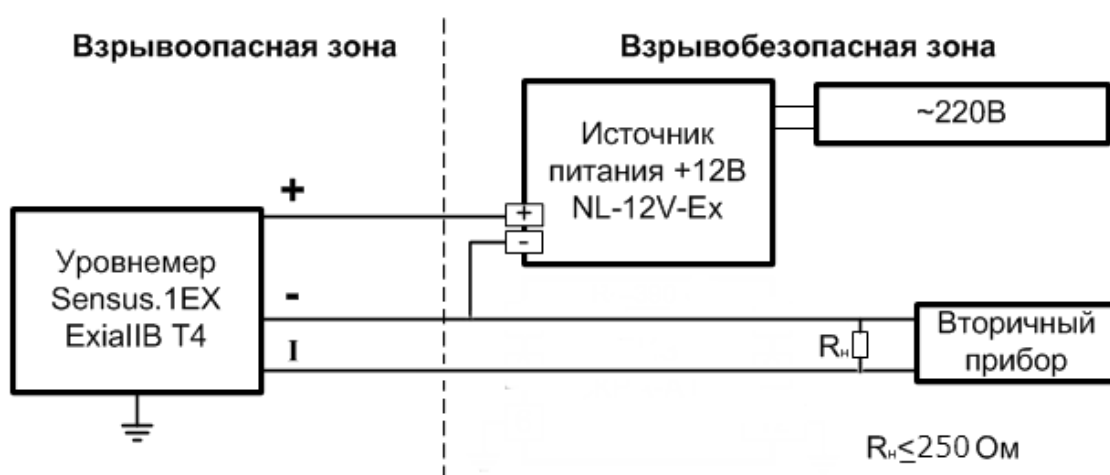 Взрывоопасная зона
Взрывобезопасная зона
~220В
Источник
питания +12В
NL-12V-Ex
+
+
-
Уровнемер
Sensus.1EX
ExiaIIB T4
-
I
Rн
Вторичный
прибор
Rн≤250 Ом